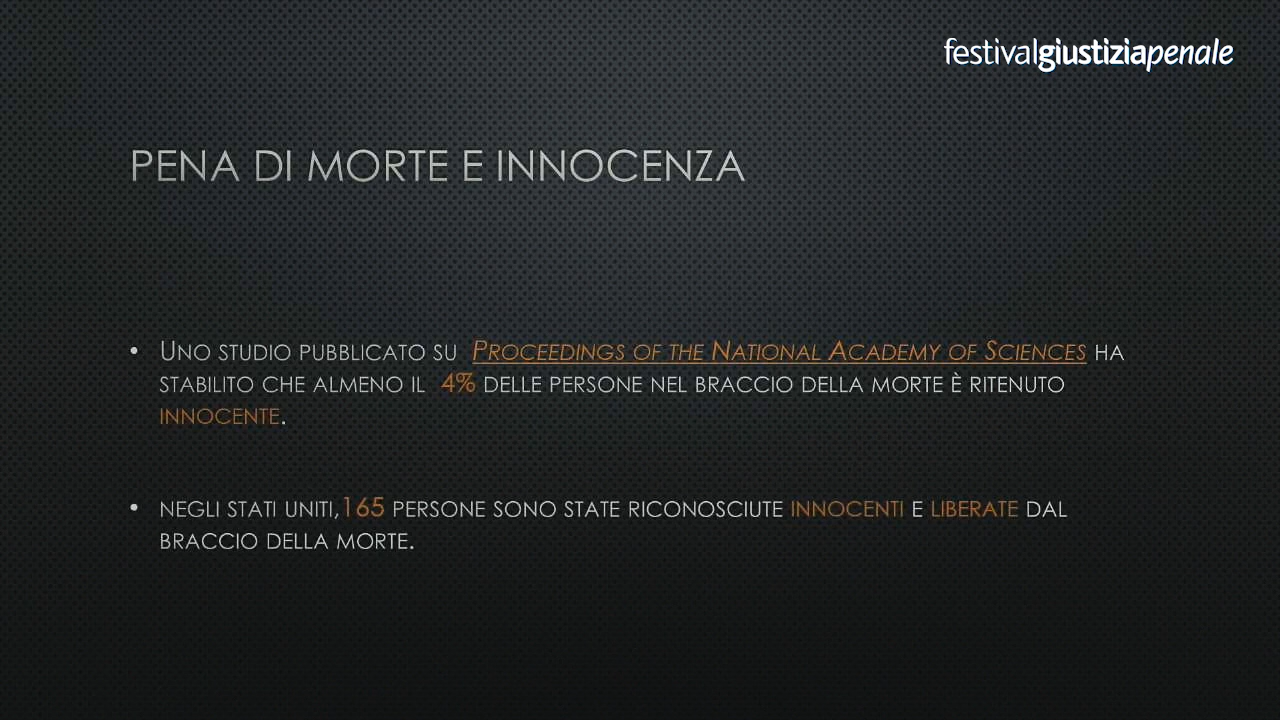 festivalgiustiziapenale
PENA DI MORTE E INNOCENZA
• UNO STUDIO PUBBLICATO SU PROCEEDINGS OF THE NATIONAL ACADEMY OF SCIENCES HA
STABILITO CHE ALMENO IL 4% DELLE PERSONE NEL BRACCIO DELLA MORTE È RITENUTO
INNOCENTE.
• NEGLI STATI UNITI,165 PERSONE SONO STATE RICONOSCIUTE INNOCENTI E LIBERATE DAL
BRACCIO DELLA MORTE.